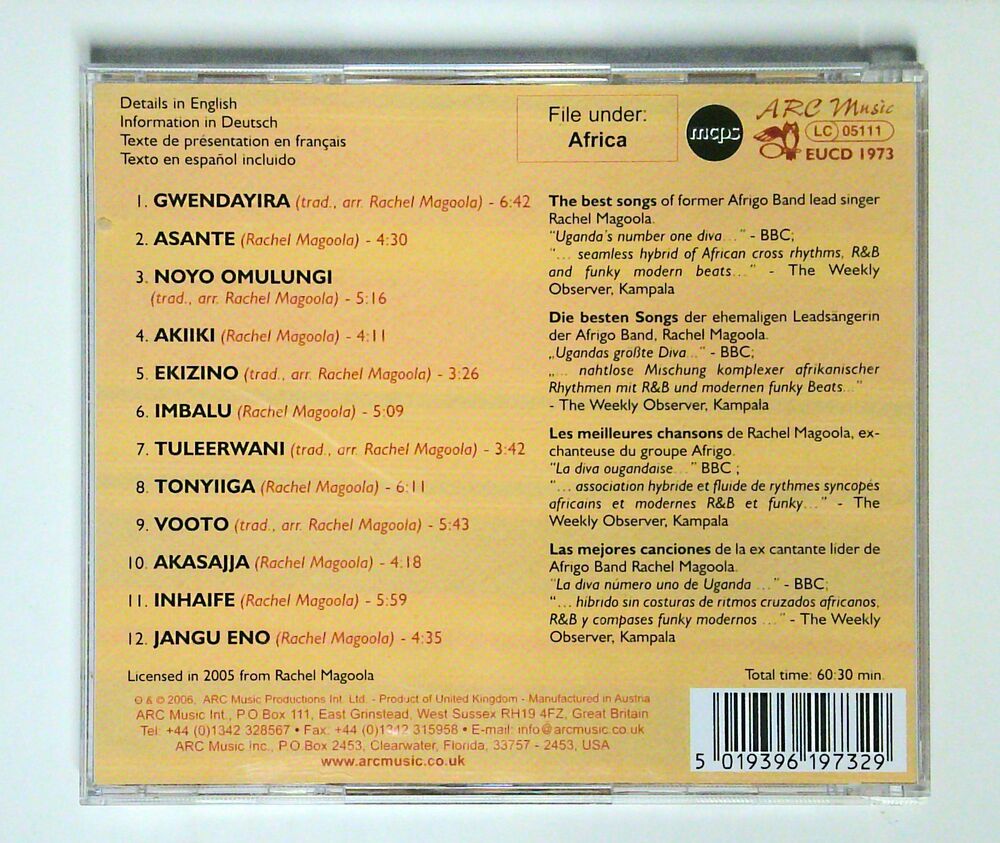 Details in English
Information in Deutsch
Texte de présentation en français
Texto en español incluido
File under:
Africa
mcps
ARC Music
LC 05111
EUCD 1973
1. GWENDAYIRA (trad., arr. Rachel Magoola) - 6:42
2. ASANTE (Rachel Magoola) - 4:30
3. NOYO OMULUNGI
(trad., arr. Rachel Magoola) - 5:16
4. AKIIKI (Rachel Magoola) - 4:11
5. EKIZINO (trad., arr. Rachel Magoola) - 3:26
6. IMBALU (Rachel Magoola) - 5:09
7. TULEERWANI (trad., arr. Rachel Magoola) - 3:42
8. TONYIIGA (Rachel Magoola) - 6:11
9. VOOTO (trad., arr. Rachel Magoola) - 5:43
10. AKASAJJA (Rachel Magoola) - 4:18
11. INHAIFE (Rachel Magoola) - 5:59
12. JANGU ENO (Rachel Magoola) - 4:35
The best songs of former Afrigo Band lead singer
Rachel Magoola.
"Uganda's number one diva..." - BBC;
"... seamless hybrid of African cross rhythms, R&B
and funky modern beats..." - The Weekly
Observer, Kampala
Die besten Songs der ehemaligen Leadsängerin
der Afrigo Band, Rachel Magoola.
„Ugandas größte Diva..." - BBC;
„... nahtlose Mischung komplexer afrikanischer
Rhythmen mit R&B und modernen funky Beats..."
- The Weekly Observer, Kampala
Les meilleures chansons de Rachel Magoola, ex-
chanteuse du groupe Afrigo.
"La diva ougandaise..." BBC ;
"... association hybride et fluide de rythmes syncopés
africains et modernes R&B et funky..." - The
Weekly Observer, Kampala
Las mejores canciones de la ex cantante líder de
Afrigo Band Rachel Magoola.
"La diva número uno de Uganda ..." - BBC;
"... híbrido sin costuras de ritmos cruzados africanos,
R&B y compases funky modernos ..." - The Weekly
Observer, Kampala
Licensed in 2005 from Rachel Magoola
Total time: 60:30 min.
℗ & © 2006, ARC Music Productions Int. Ltd. - Product of United Kingdom - Manufactured in Austria
ARC Music Int., P O Box 111, East Grinstead, West Sussex RH19 4FZ, Great Britain
Tel: +44 (0)1342 328567 • Fax: +44 (0)1342 315958 • E-mail: info@arcmusic.co.uk
ARC Music Inc., P O Box 2453, Clearwater, Florida, 33757 - 2453, USA
www.arcmusic.co.uk
5 019396 197329